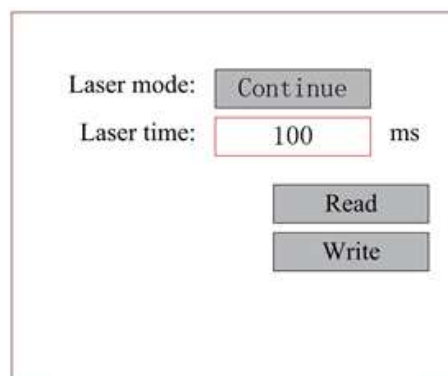 Laser mode: Continue
Laser time: 100 ms
Read
Write